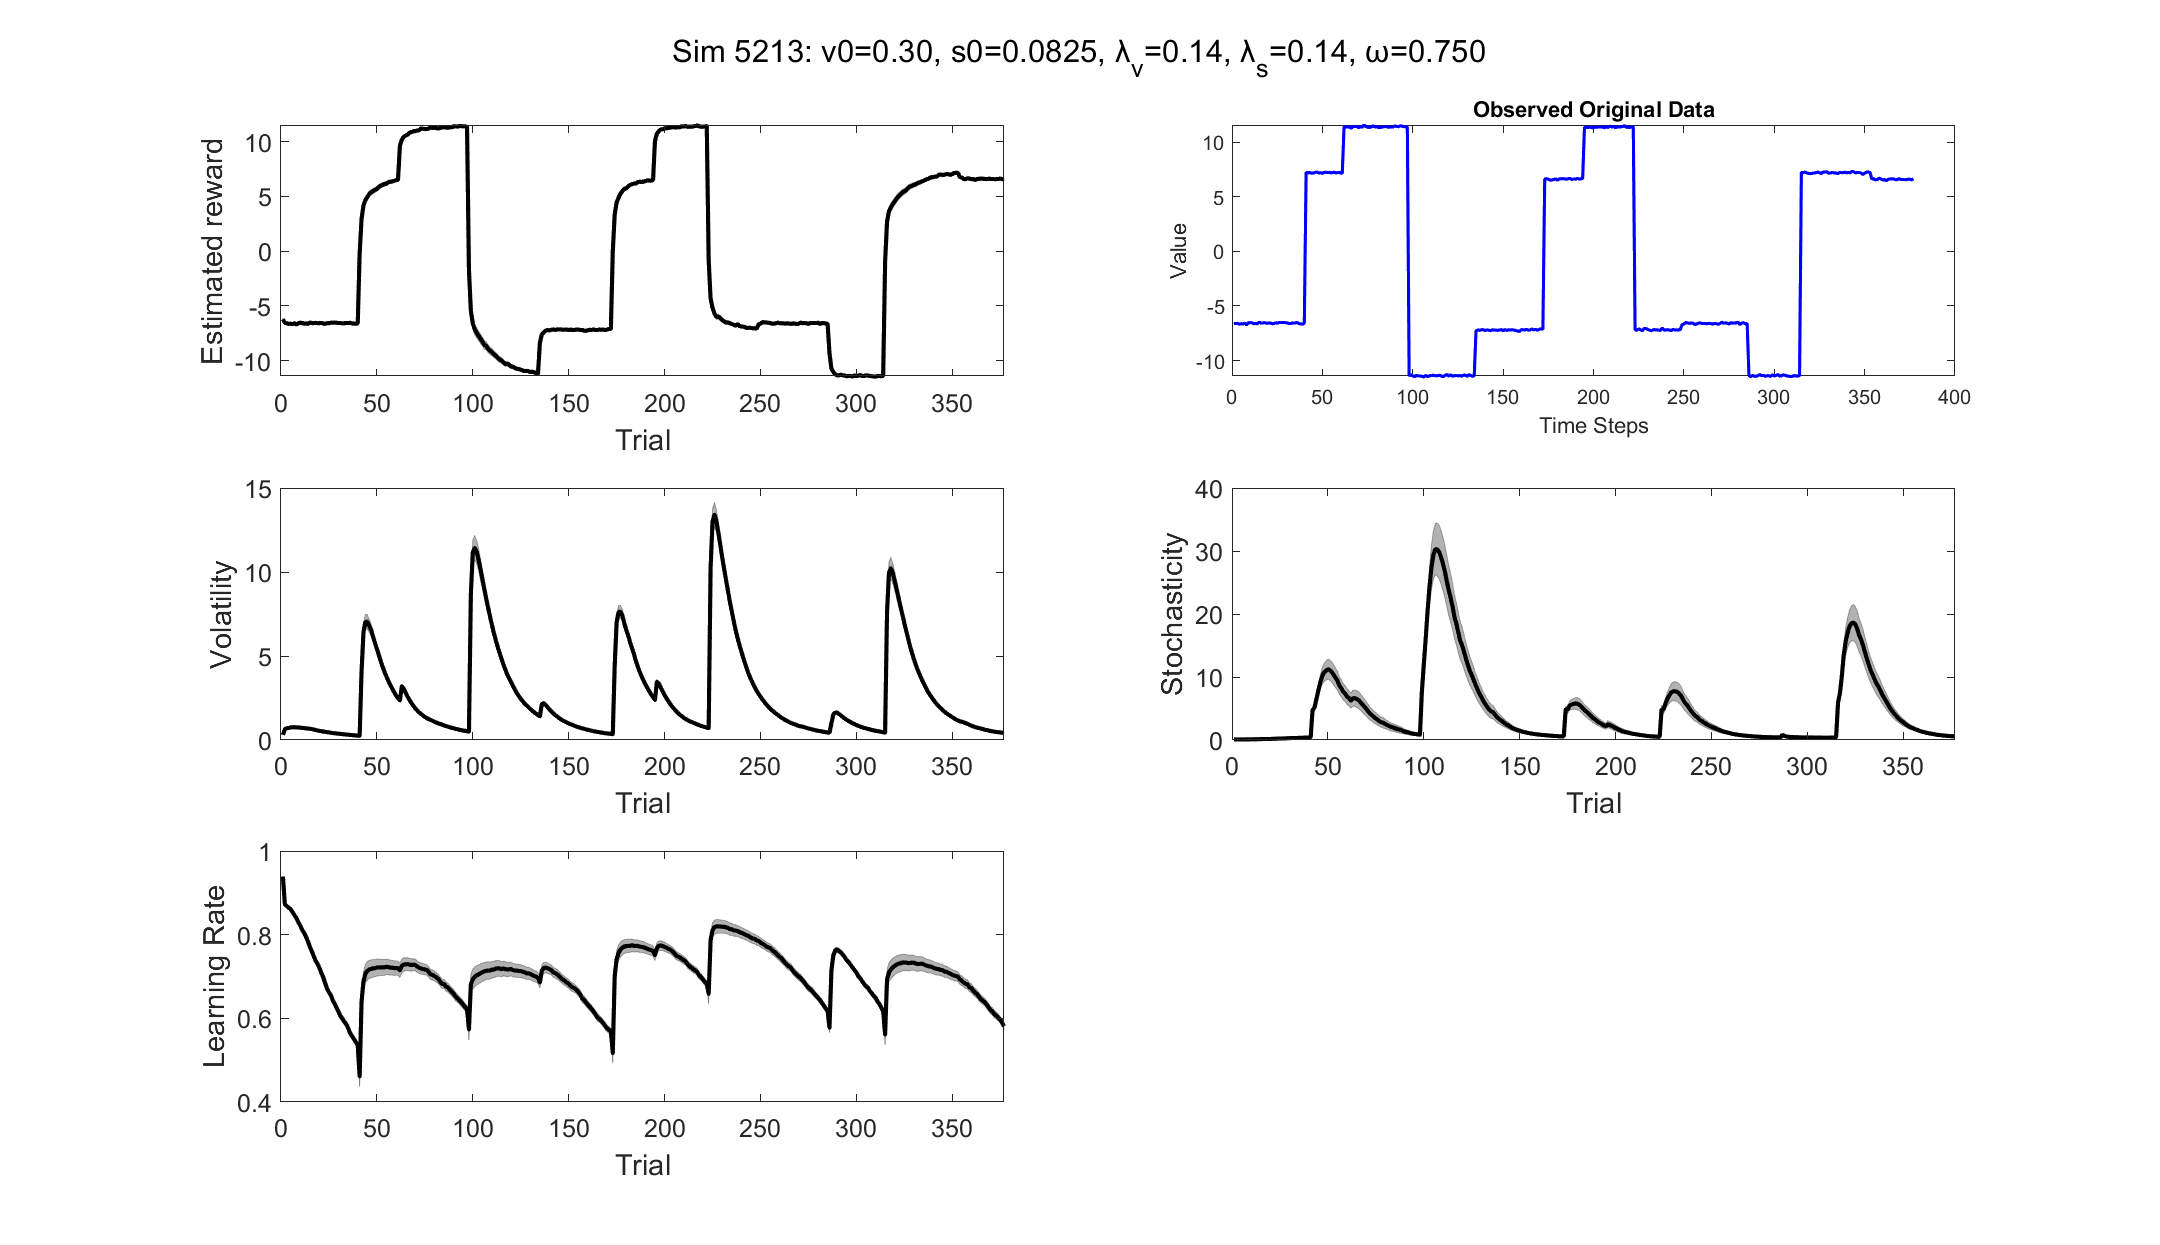 Sim 5213: v0=0.30, s0=0.0825, λ_v=0.14, λ_s=0.14, ω=0.750
Estimated reward
10
5
0
-5
-10
0 50 100 150 200 250 300 350
Trial
Observed Original Data
Value
10
5
0
-5
-10
0 50 100 150 200 250 300 350 400
Time Steps
Volatility
15
10
5
0
0 50 100 150 200 250 300 350
Trial
Stochasticity
40
30
20
10
0
0 50 100 150 200 250 300 350
Trial
Learning Rate
1
0.8
0.6
0.4
0 50 100 150 200 250 300 350
Trial